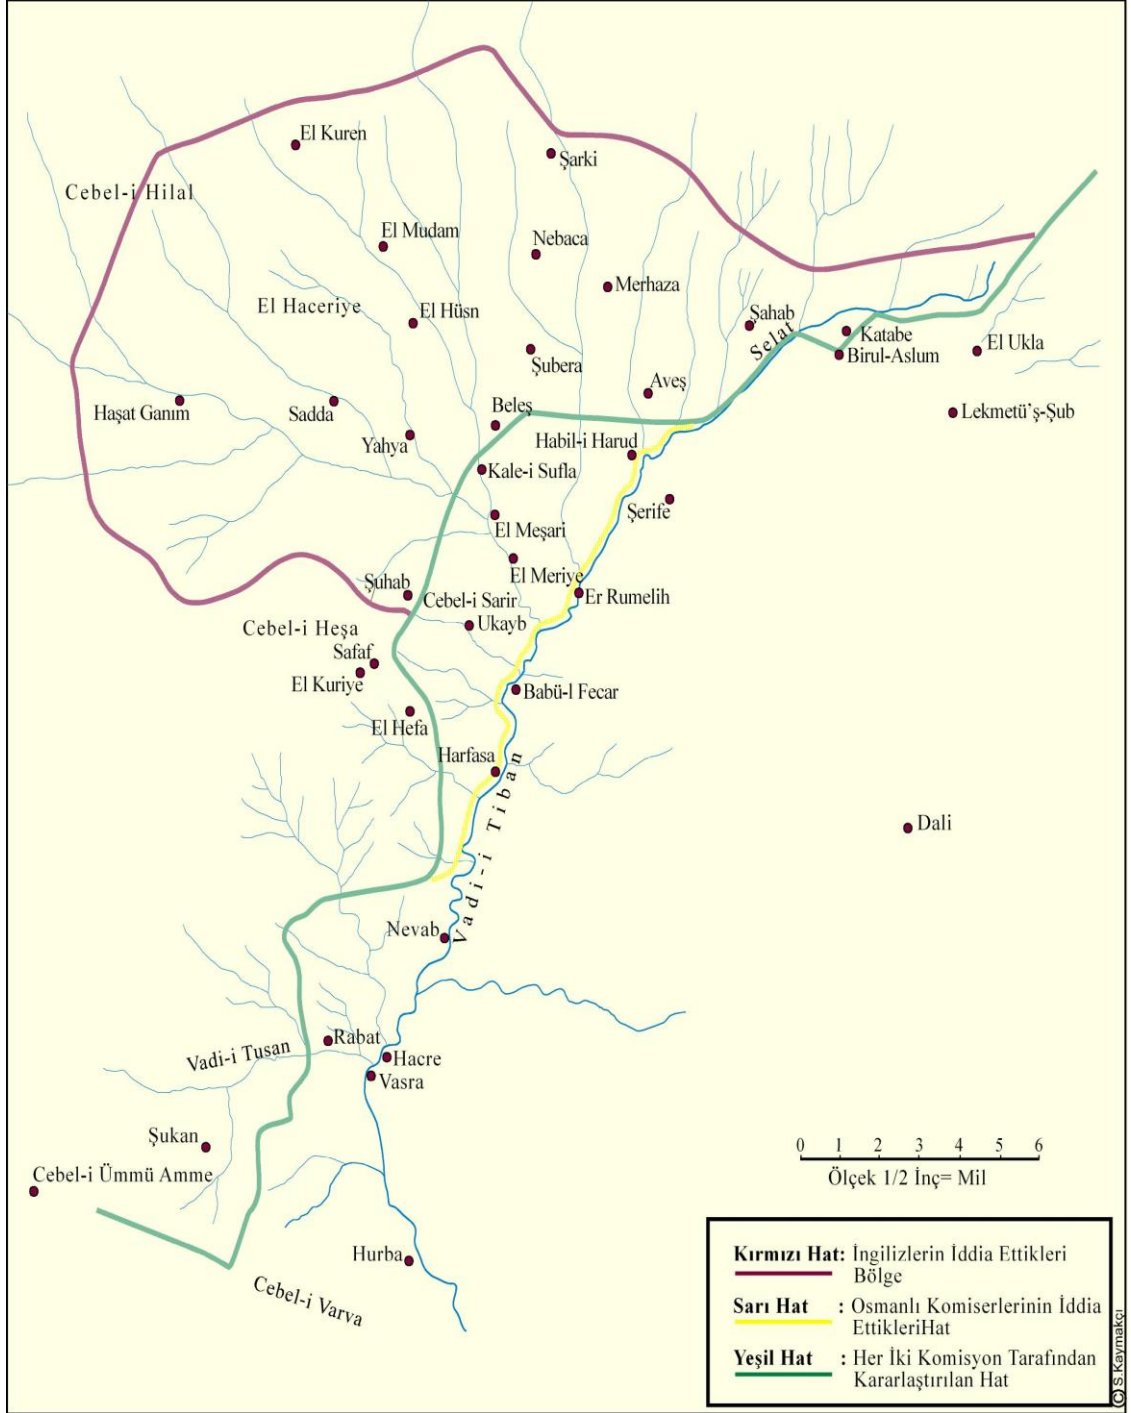 El Kuren
Şarki
Cebel-i Hilal
El Mudam
Nebaca
Merhaza
El Haceriye
El Hüsn
Şahab
Selat
Katabe
Birul-Aslum
El Ukla
Şubera
Aveş
Haşat Ganım
Sadda
Beleş
Lekmetü'ş-Şub
Yahya
Habil-i Harud
Kale-i Sufla
Şerife
El Meşari
El Meriye
Şuhab
Cebel-i Sarir
Er Rumelih
Cebel-i Heşa
Ukayb
Safaf
El Kuriye
Babü-l Fecar
El Hefa
Harfasa
Vadi-i Tiban
Dali
Nevab
Rabat
Vadi-i Tusan
Hacre
Vasra
Şukan
Cebel-i Ümmü Amme
0 1 2 3 4 5 6
Ölçek 1/2 İnç= Mil
Hurba
Cebel-i Varva
Kırmızı Hat: İngilizlerin İddia Ettikleri
Bölge
Sarı Hat : Osmanlı Komiserlerinin İddia
EttikleriHat
Yeşil Hat : Her İki Komisyon Tarafından
Kararlaştırılan Hat
(C) S.Kaymakçı